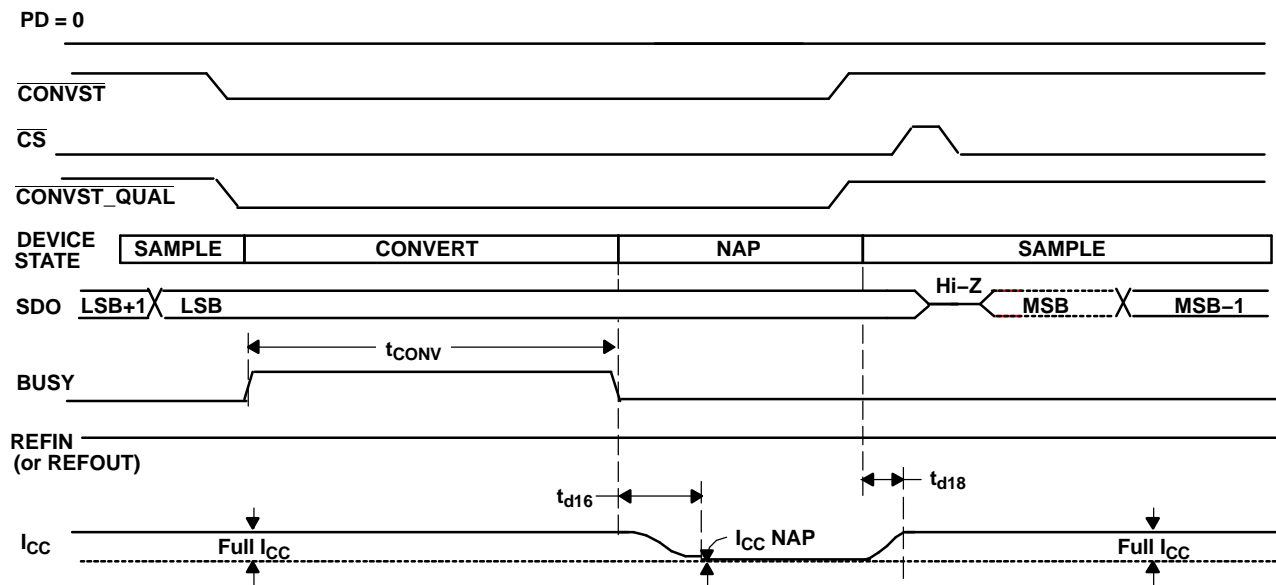 PD = 0
CONVST
CS
CONVST_QUAL
DEVICE STATE
SAMPLE CONVERT NAP SAMPLE
SDO LSB+1 LSB Hi–Z MSB MSB–1
tCONV
BUSY
REFIN
(or REFOUT)
td16 td18
ICC Full ICC ICC NAP Full ICC